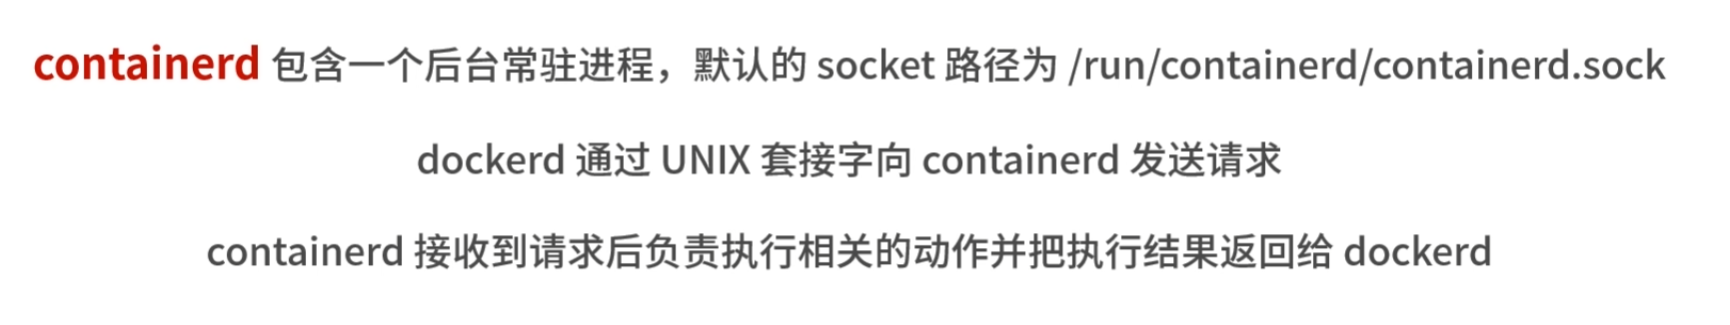 containerd 包含一个后台常驻进程，默认的 socket 路径为 /run/containerd/containerd.sock
dockerd 通过 UNIX 套接字向 containerd 发送请求
containerd 接收到请求后负责执行相关的动作并把执行结果返回给 dockerd